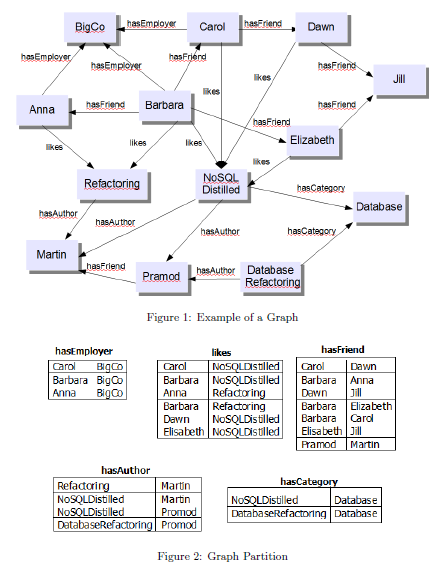 BigCo
hasEmployer
Carol
hasFriend
Dawn
hasEmployer
hasFriend
hasFriend
Jill
likes
likes
Anna
hasFriend
Barbara
hasFriend
hasFriend
likes
likes
likes
Elizabeth
likes
Refactoring
NoSQL
Distilled
hasCategory
Database
hasAuthor
hasAuthor
hasAuthor
hasCategory
Martin
hasFriend
Pramod
hasAuthor
Database
Refactoring
Figure 1: Example of a Graph
hasEmployer
Carol BigCo
Barbara BigCo
Anna BigCo
likes
Carol NoSQLDistilled
Barbara NoSQLDistilled
Anna Refactoring
Barbara Refactoring
Dawn NoSQLDistilled
Elisabeth NoSQLDistilled
hasFriend
Carol Dawn
Barbara Anna
Dawn Jill
Barbara Elizabeth
Barbara Carol
Elisabeth Jill
Pramod Martin
hasAuthor
Refactoring Martin
NoSQLDistilled Martin
NoSQLDistilled Promod
DatabaseRefactoring Promod
hasCategory
NoSQLDistilled Database
DatabaseRefactoring Database
Figure 2: Graph Partition